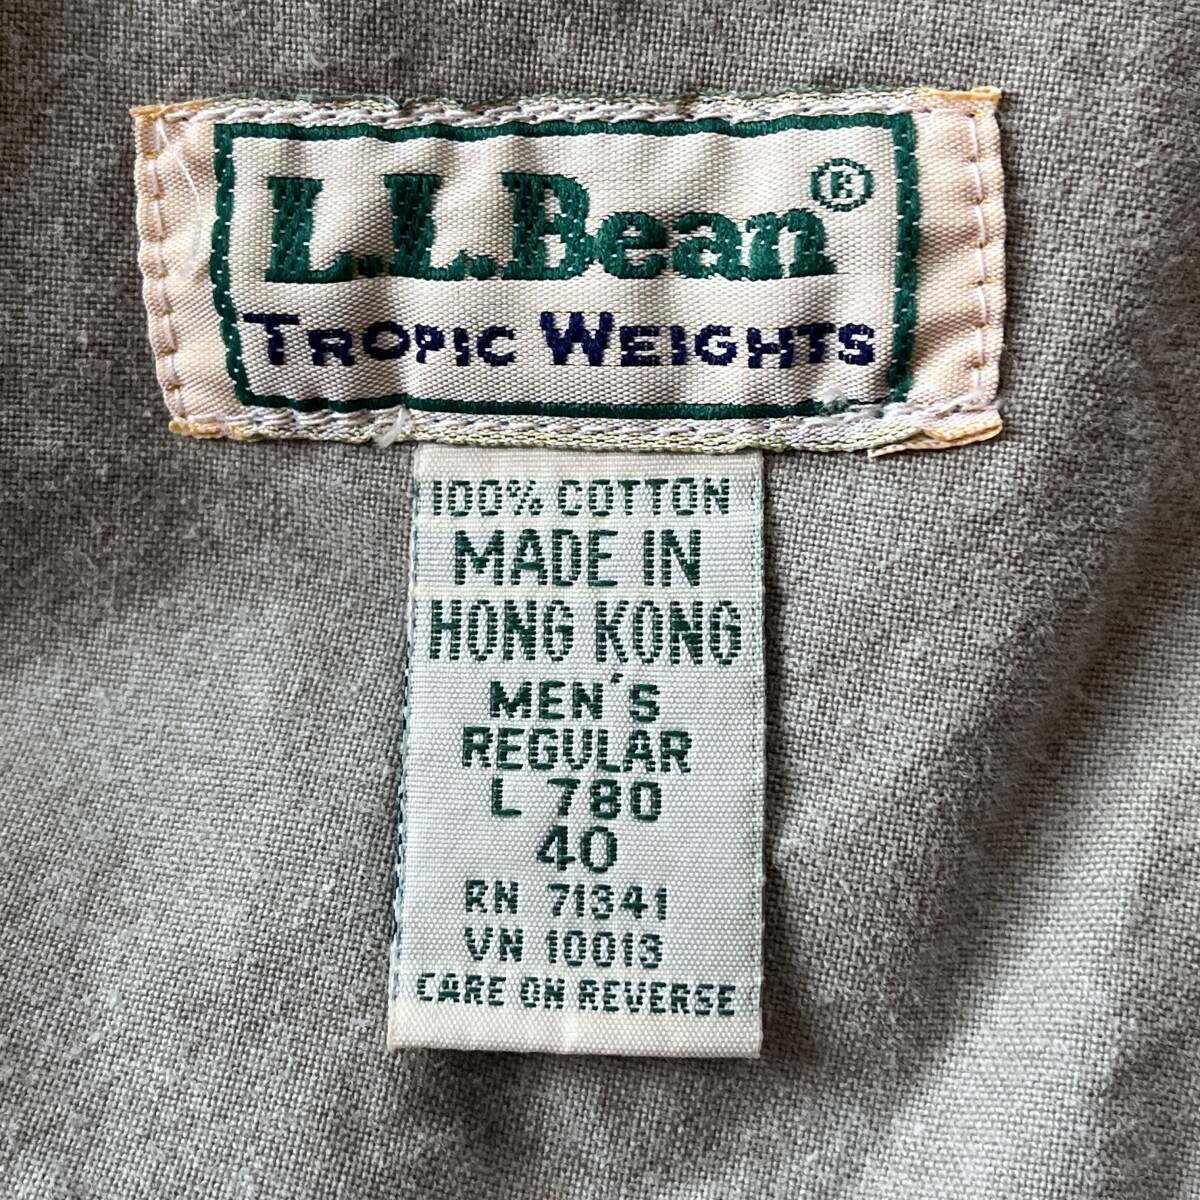 L.L.Bean®
TROPIC WEIGHTS
100% COTTON
MADE IN
HONG KONG
MEN'S
REGULAR
L 780
40
RN 71341
VN 10013
CARE ON REVERSE